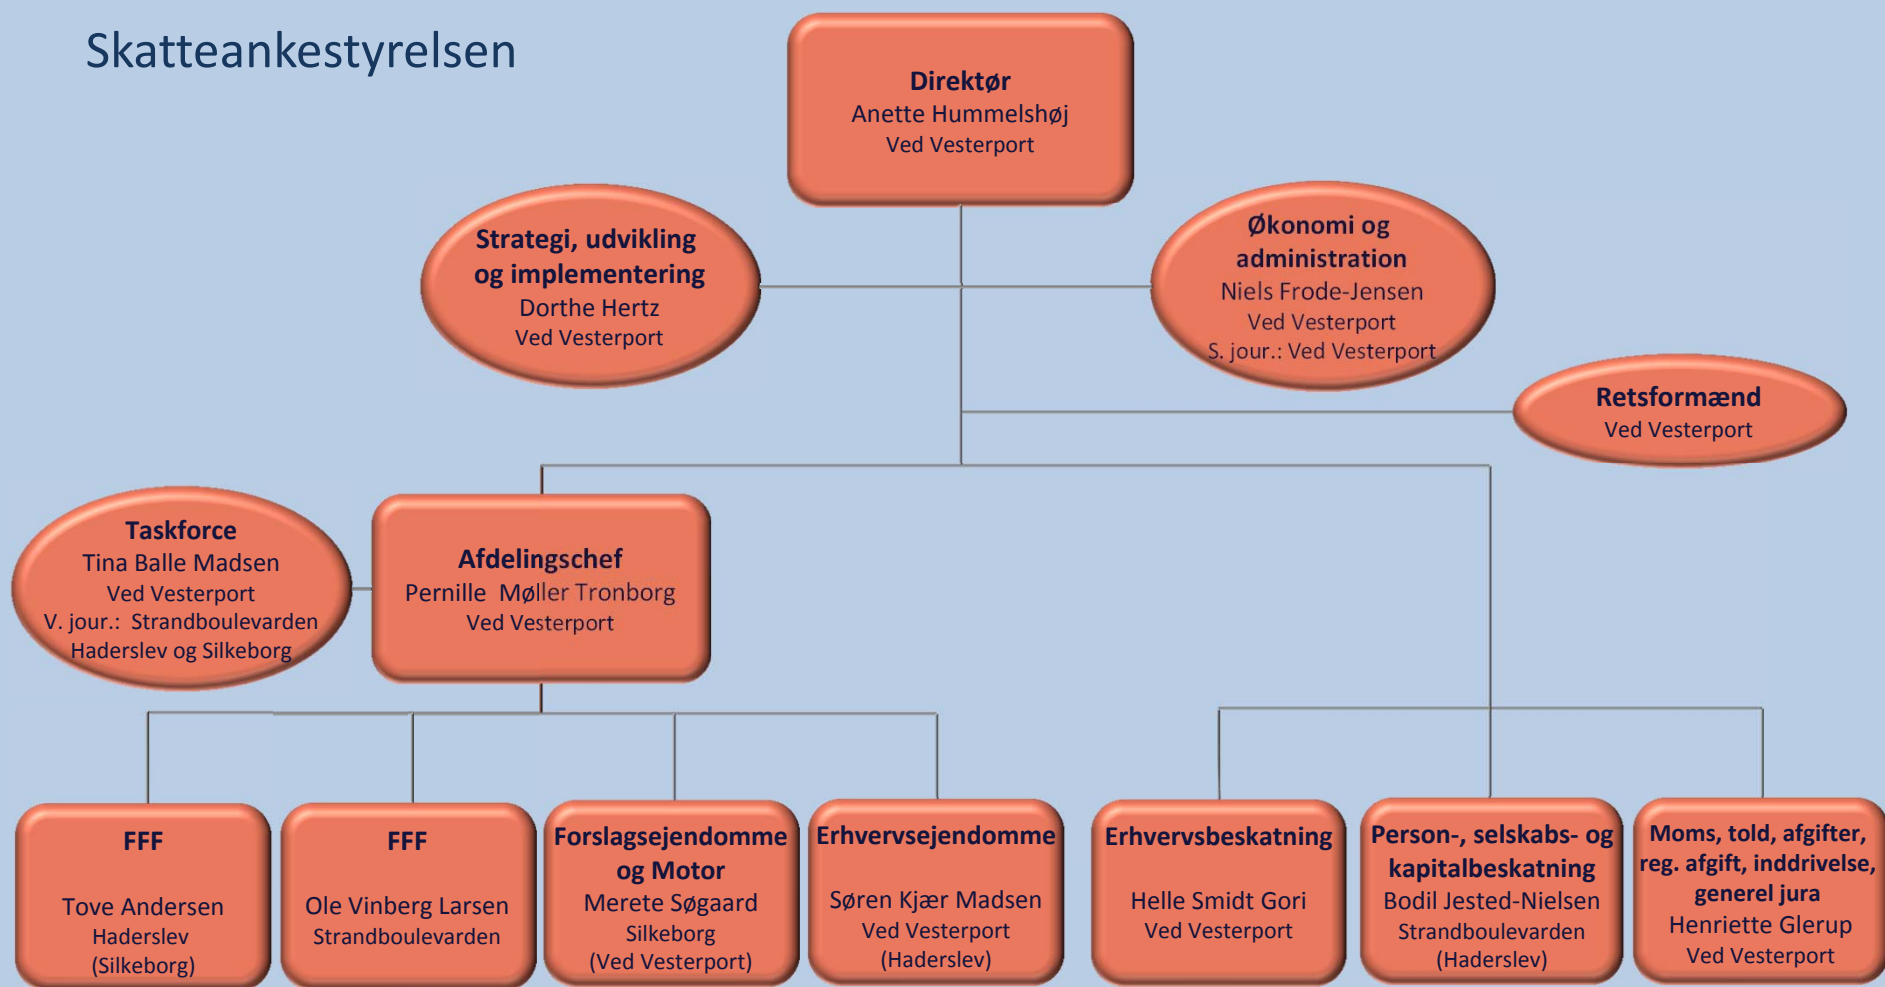 Skatteankestyrelsen
Direktør
Anette Hummelshøj
Ved Vesterport
Strategi, udvikling
og implementering
Dorthe Hertz
Ved Vesterport
Økonomi og
administration
Niels Frode-Jensen
Ved Vesterport
S. jour.: Ved Vesterport
Retsformænd
Ved Vesterport
Taskforce
Tina Balle Madsen
Ved Vesterport
V. jour.: Strandboulevarden
Haderslev og Silkeborg
Afdelingschef
Pernille Møller Tronborg
Ved Vesterport
FFF
Tove Andersen
Haderslev
(Silkeborg)
FFF
Ole Vinberg Larsen
Strandboulevarden
Forslagsejendomme
og Motor
Merete Søgaard
Silkeborg
(Ved Vesterport)
Erhvervsejendomme
Søren Kjær Madsen
Ved Vesterport
(Haderslev)
Erhvervsbeskatning
Helle Smidt Gori
Ved Vesterport
Person-, selskabs- og
kapitalbeskatning
Bodil Jested-Nielsen
Strandboulevarden
(Haderslev)
Moms, told, afgifter,
reg. afgift, inddrivelse,
generel jura
Henriette Glerup
Ved Vesterport